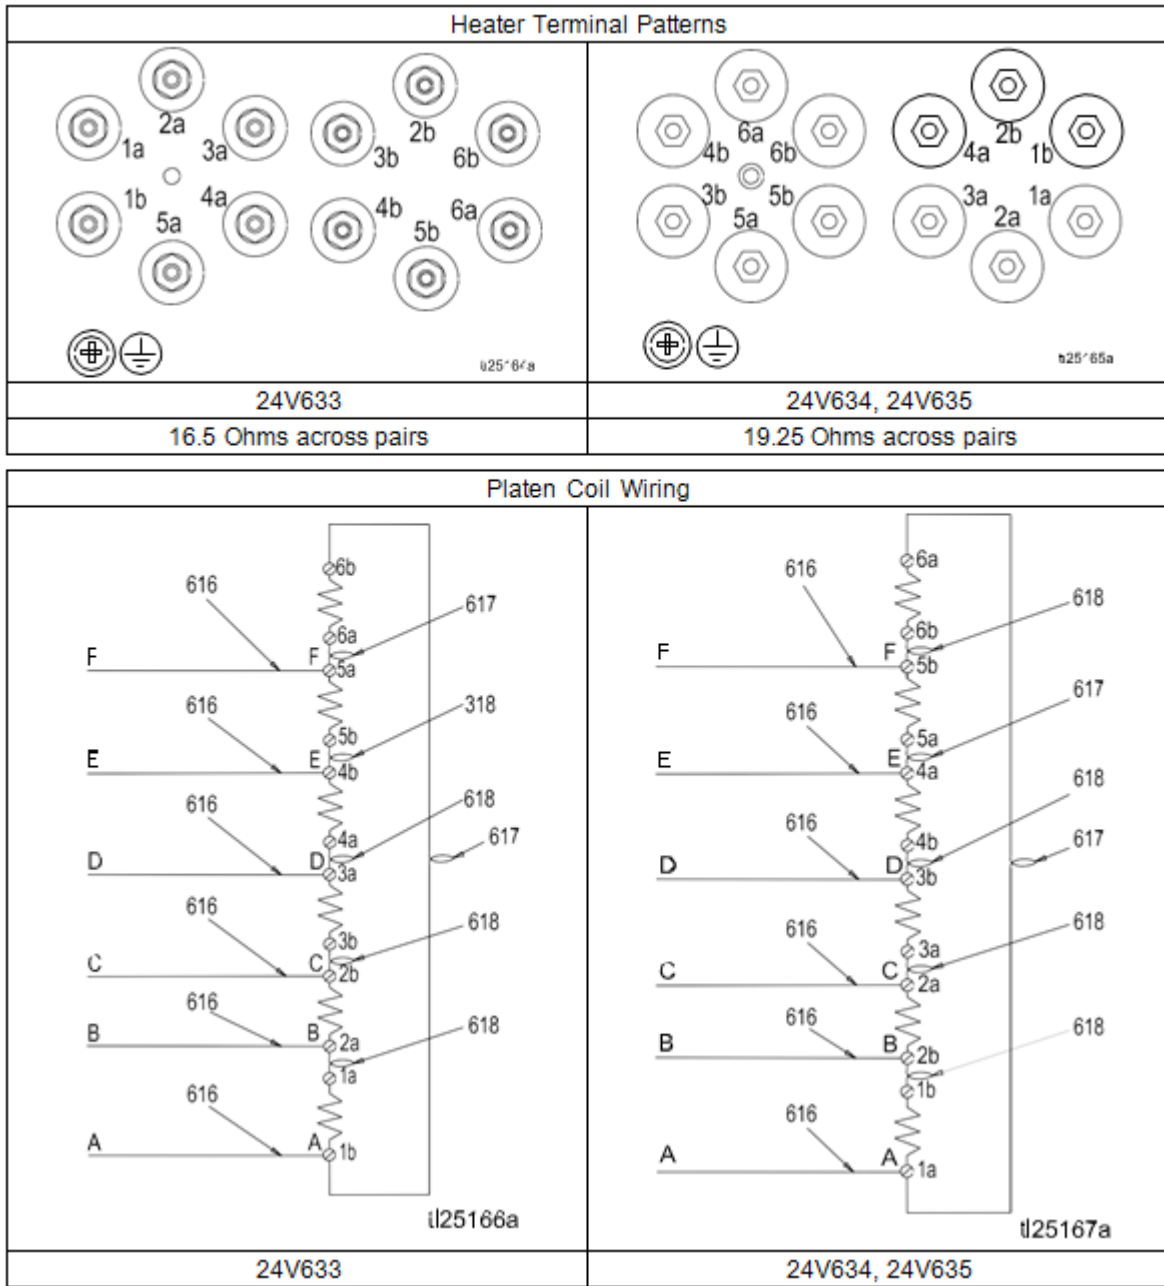 Heater Terminal Patterns
2a
1a
3a
1b
4a
5a
2b
3b
6b
4b
6a
5b
6a
4b
6b
3b
5b
5a
2b
4a
1b
3a
1a
2a
24V633
24V634, 24V635
16.5 Ohms across pairs
19.25 Ohms across pairs
Platen Coil Wiring
6b
616
617
6a
F
F
5a
616
318
5b
E
E
4b
616
618
4a
617
D
D
3a
616
618
3b
C
C
2b
616
618
B
B
2a
1a
616
A
A
1b
ti25166a
6a
616
618
6b
F
F
5b
616
617
5a
E
E
4a
616
618
4b
617
D
D
3b
616
618
3a
C
C
2a
616
618
B
B
2b
1b
616
A
A
1a
ti25167a
24V633
24V634, 24V635